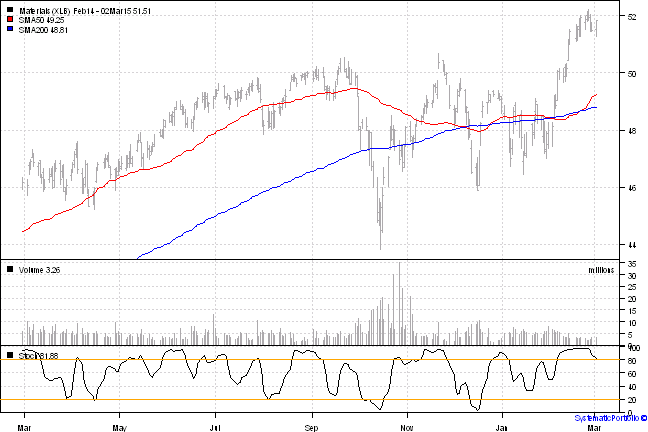 Materials (XLB) Feb14 - 02Mar15 51.51
SMA50 49.25
SMA200 48.81
52
50
48
46
44
Volume 3.26
millions
35
30
25
20
15
10
5
Stoch 81.88
100
80
60
40
20
0
Mar May Jul Sep Nov Jan Mar
SystematicPortfolio ©